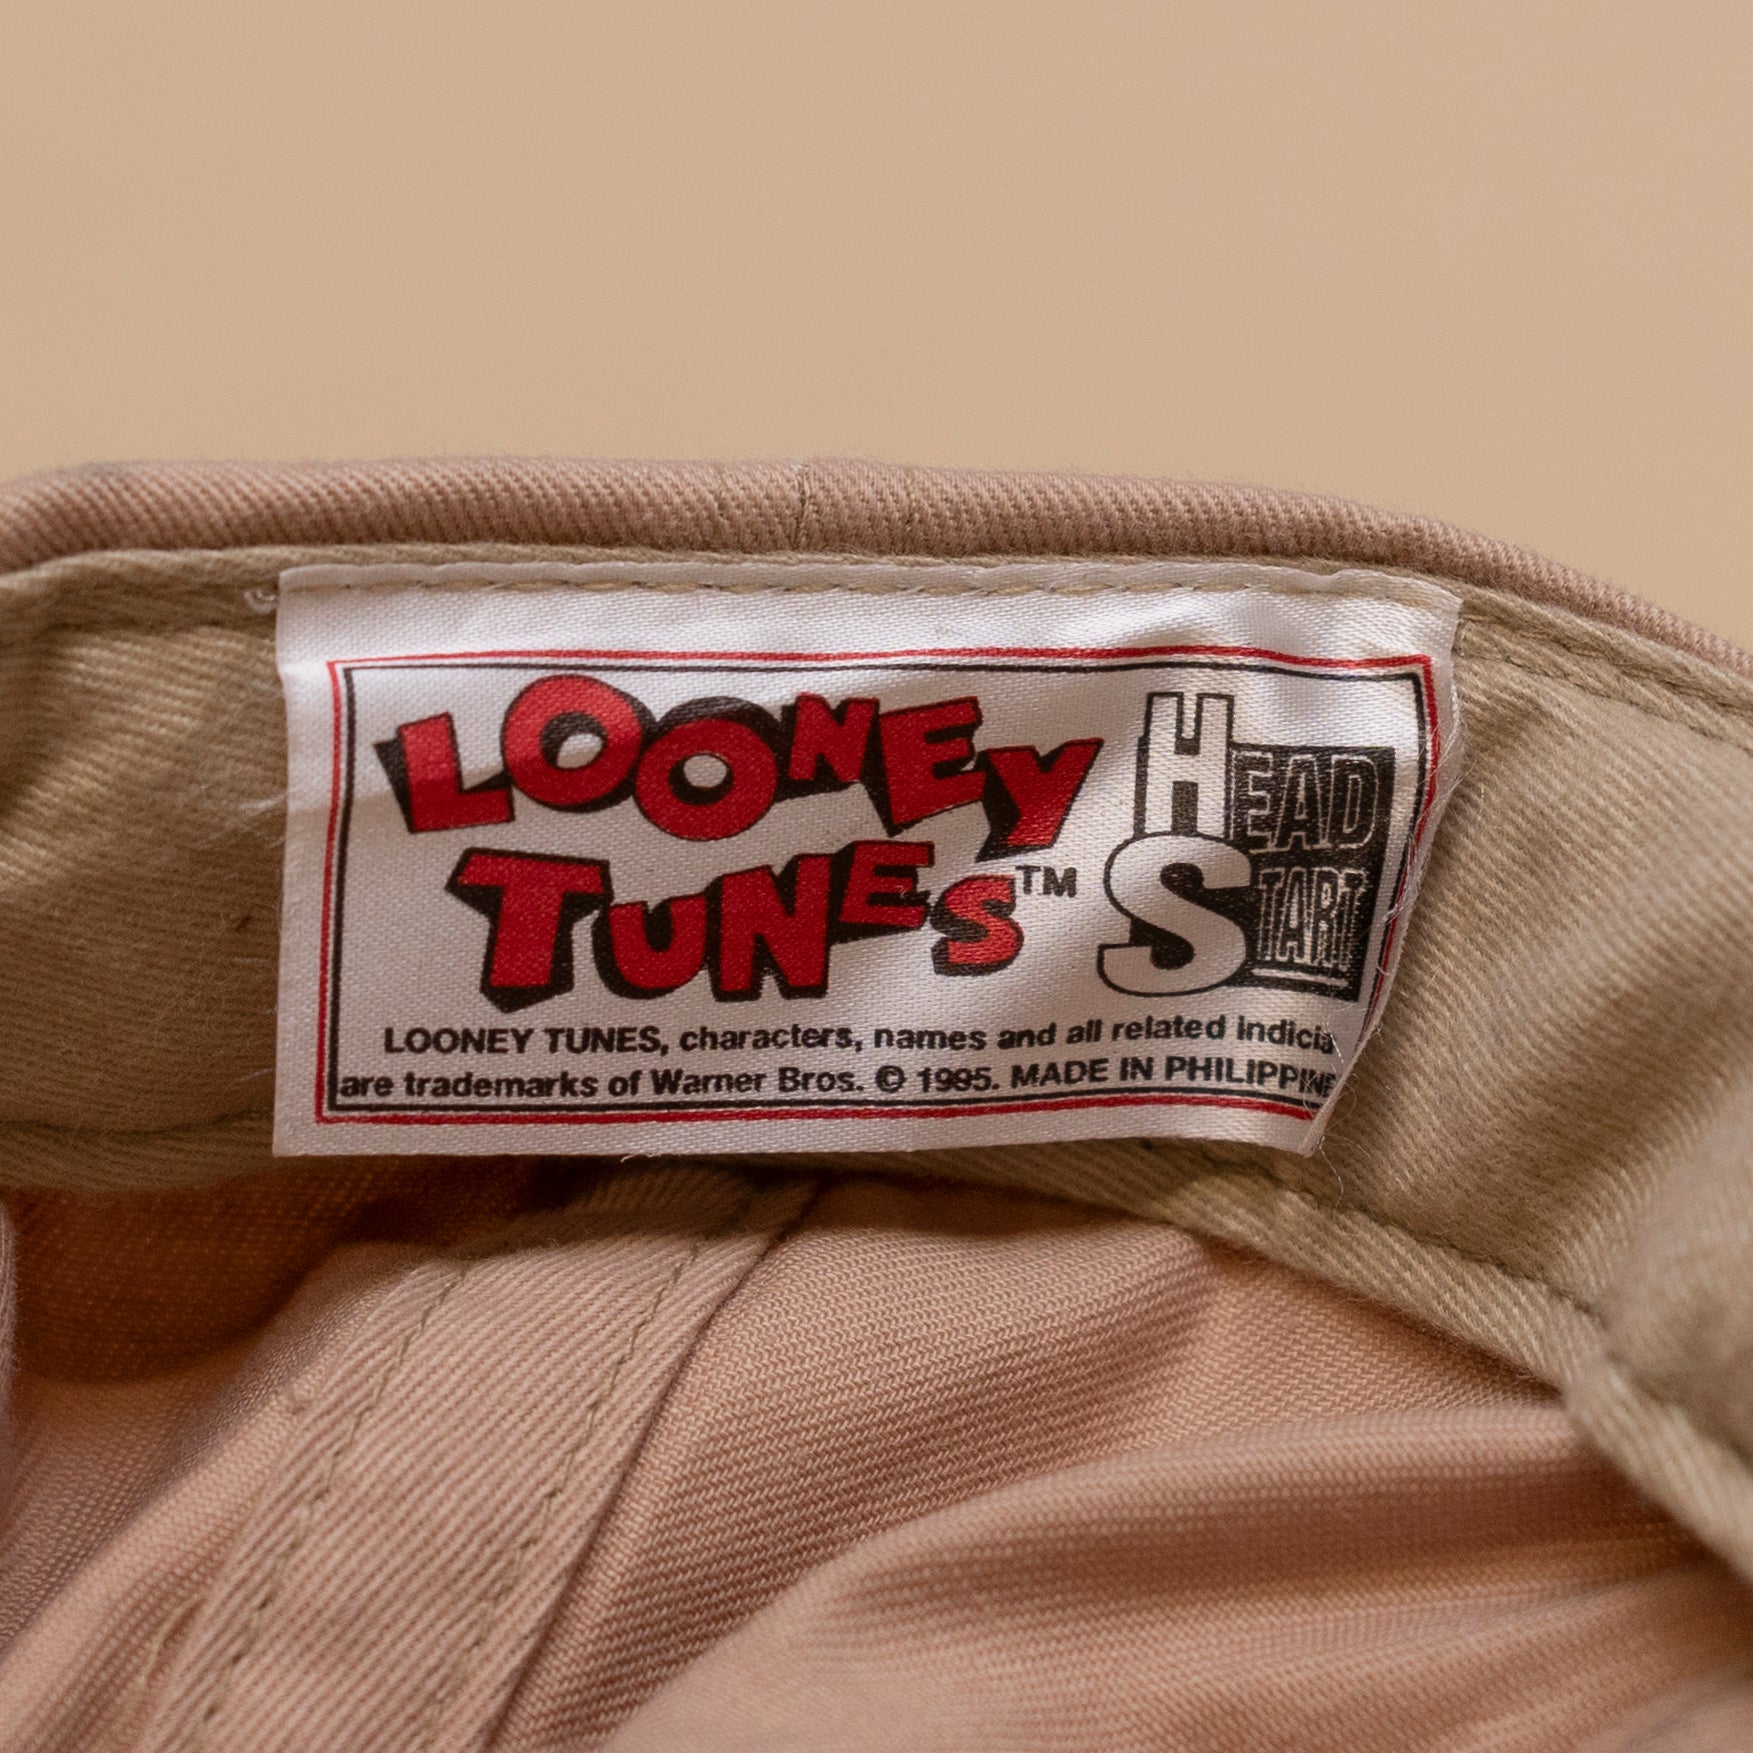 LOONEY
TUNES™
HEAD
START
LOONEY TUNES, characters, names and all related indicia
are trademarks of Warner Bros. © 1995. MADE IN PHILIPPINE